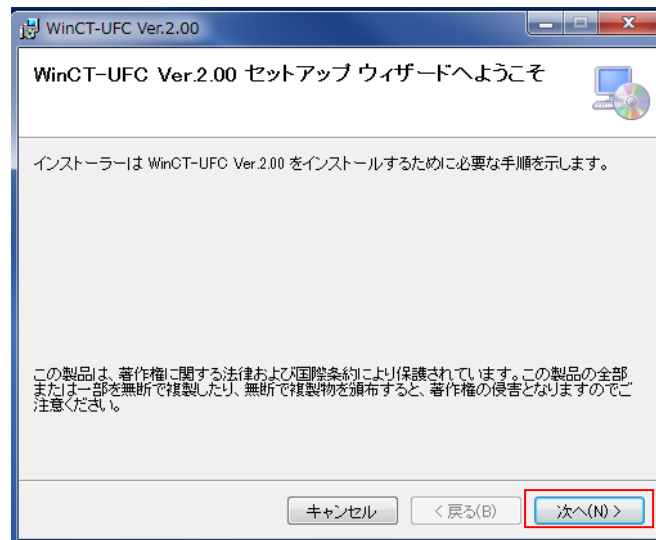 WinCT-UFC Ver.2.00
WinCT-UFC Ver.2.00 セットアップ ウィザードへようこそ
インストーラーは WinCT-UFC Ver.2.00 をインストールするために必要な手順を示します。
この製品は、著作権に関する法律および国際条約により保護されています。この製品の全部
または一部を無断で複製したり、無断で複製物を頒布すると、著作権の侵害となりますのでご
注意ください。
キャンセル
< 戻る(B)
次へ(N) >